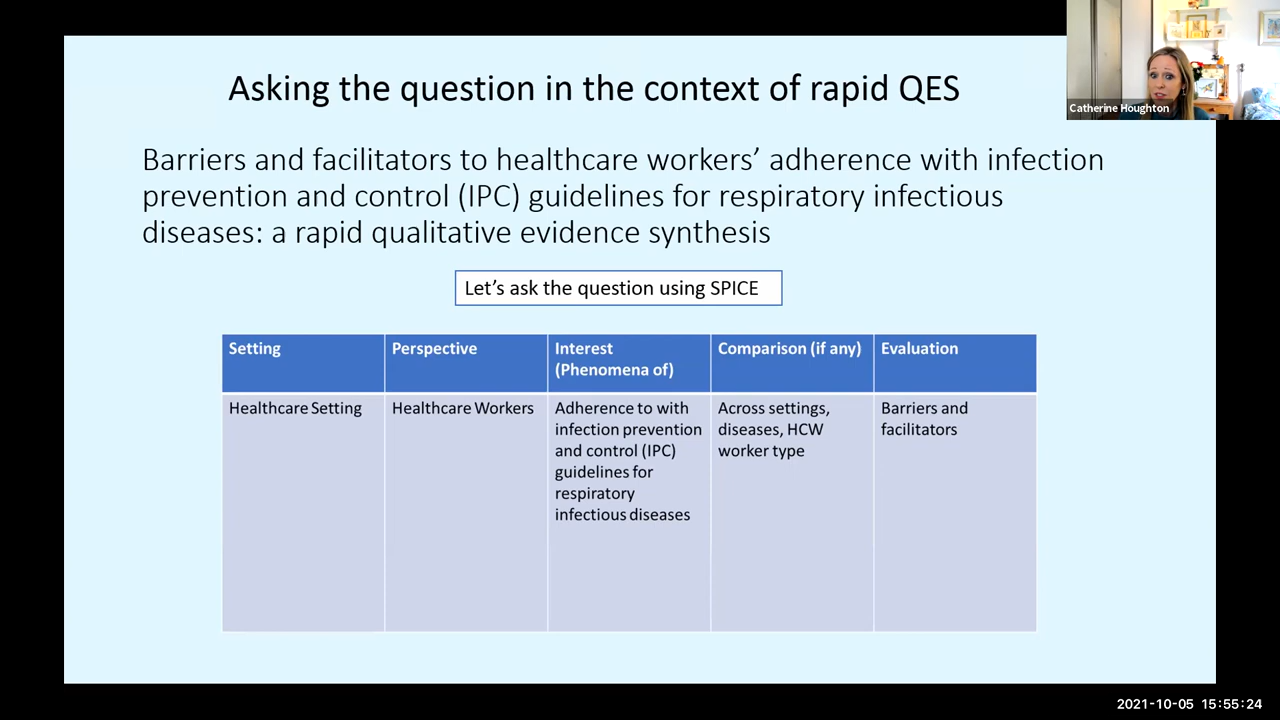 Asking the question in the context of rapid QES
Catherine Houghton
Barriers and facilitators to healthcare workers’ adherence with infection
prevention and control (IPC) guidelines for respiratory infectious
diseases: a rapid qualitative evidence synthesis
Let’s ask the question using SPICE
Setting
Perspective
Interest
(Phenomena of)
Comparison (if any)
Evaluation
Healthcare Setting
Healthcare Workers
Adherence to with
infection prevention
and control (IPC)
guidelines for
respiratory
infectious diseases
Across settings,
diseases, HCW
worker type
Barriers and
facilitators
2021-10-05 15:55:24